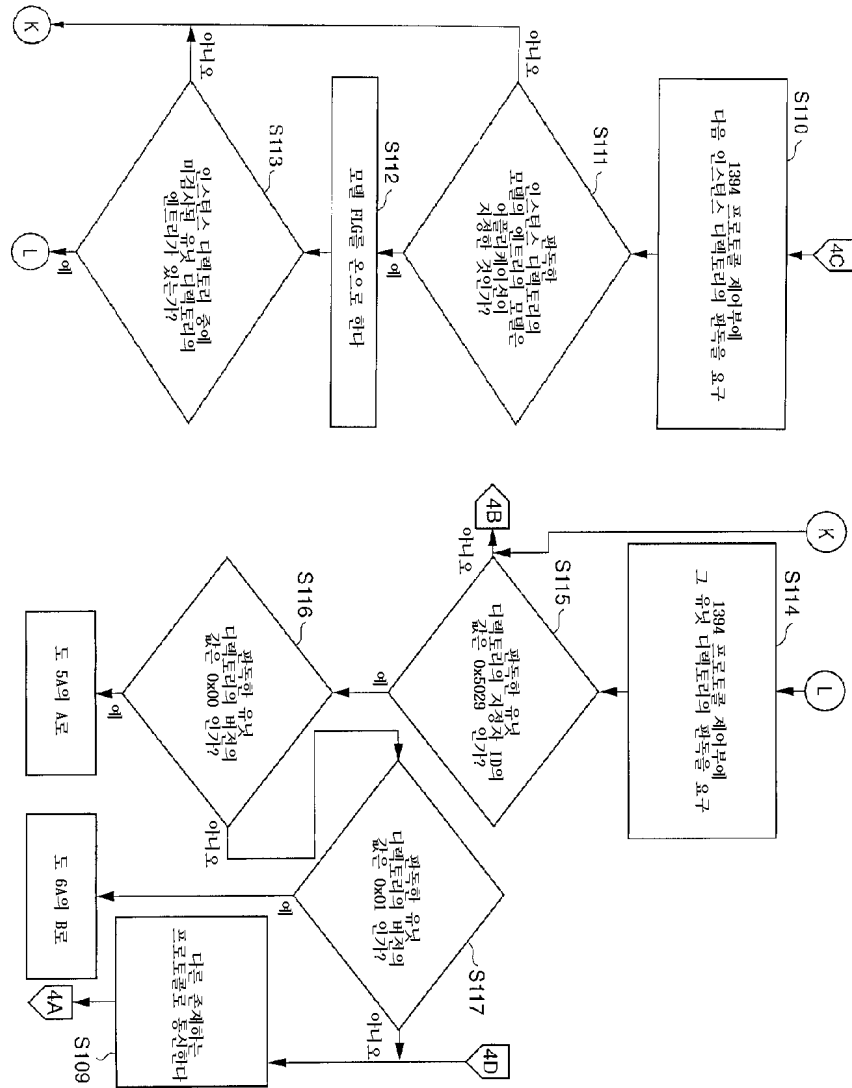 4C
S110
1394 프로토콜 제어부에
다음 인스턴스 디렉토리의 판독을 요구
S111
판독한
인스턴스 디렉토리의
모델의 엔트리의 모델은
어플리케이션이
지정한 것인가?
아니요
예
S112
모델 FLG를 온으로 한다
S113
인스턴스 디렉토리 중에
미검사된 유닛 디렉토리의
엔트리가 있는가?
아니요
예
K
L
K
L
S114
1394 프로토콜 제어부에
그 유닛 디렉토리의 판독을 요구
S115
판독한 유닛
디렉토리의 지정자 ID의
값은 0x5029 인가?
아니요
4B
예
S116
판독한 유닛
디렉토리의 버전의
값은 0x00 인가?
아니요
예
도 5A의 A로
S117
판독한 유닛
디렉토리의 버전의
값은 0x01 인가?
아니요
예
도 6A의 B로
4D
S109
다른 존재하는
프로토콜로 통신한다
4A